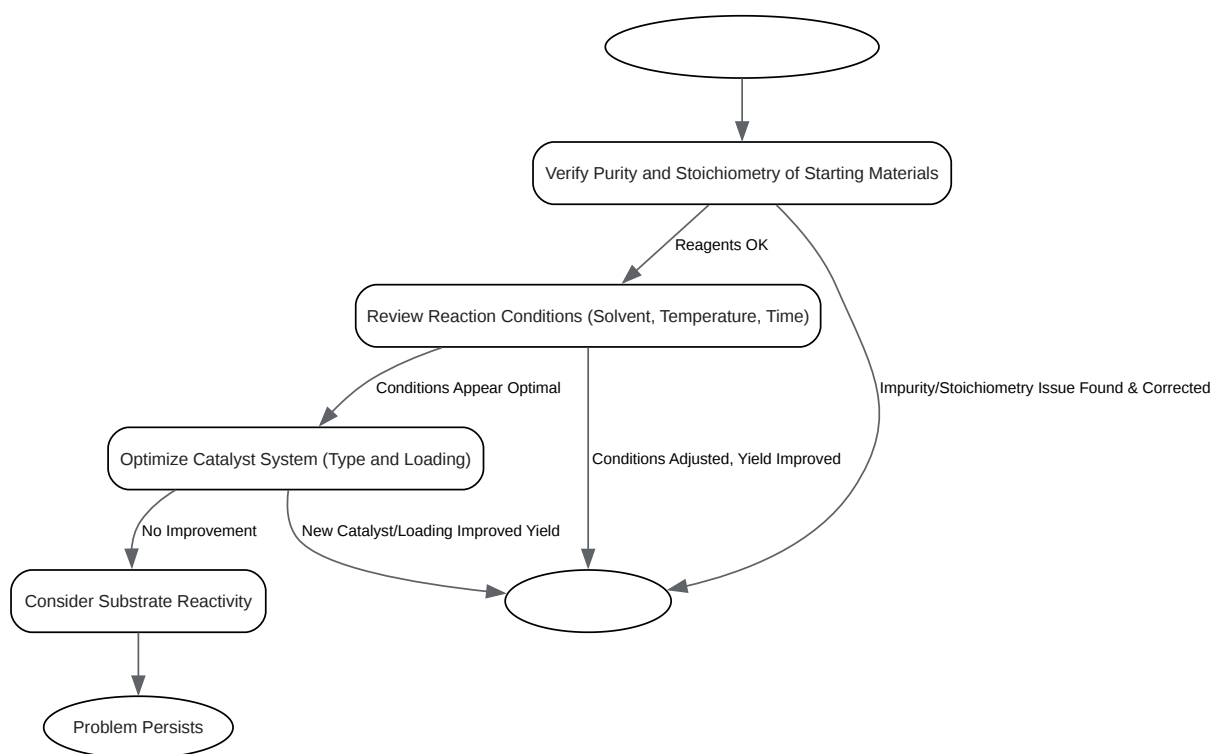 Verify Purity and Stoichiometry of Starting Materials
Reagents OK
Review Reaction Conditions (Solvent, Temperature, Time)
Conditions Appear Optimal
Impurity/Stoichiometry Issue Found & Corrected
Optimize Catalyst System (Type and Loading)
Conditions Adjusted, Yield Improved
No Improvement
New Catalyst/Loading Improved Yield
Consider Substrate Reactivity
Problem Persists